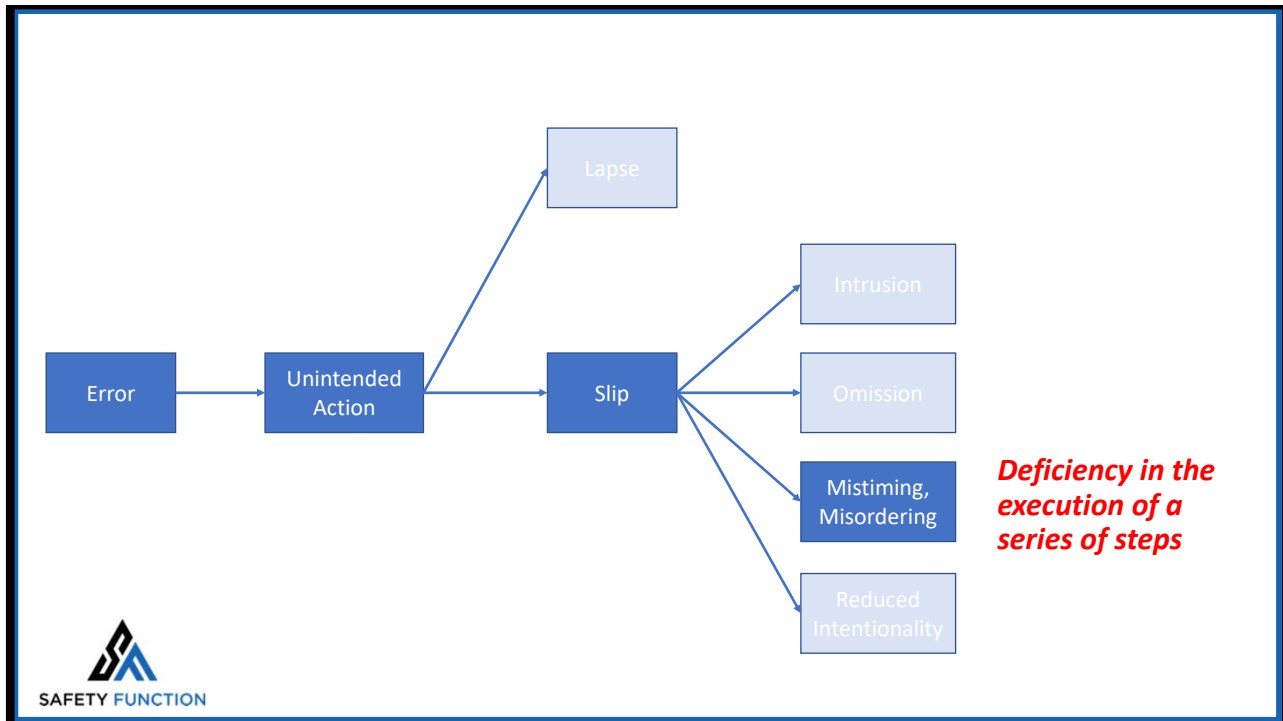 Lapse
Intrusion
Error
Unintended
Action
Slip
Omission
Mistiming,
Misordering
Deficiency in the
execution of a
series of steps
Reduced
Intentionality
SAFETY FUNCTION